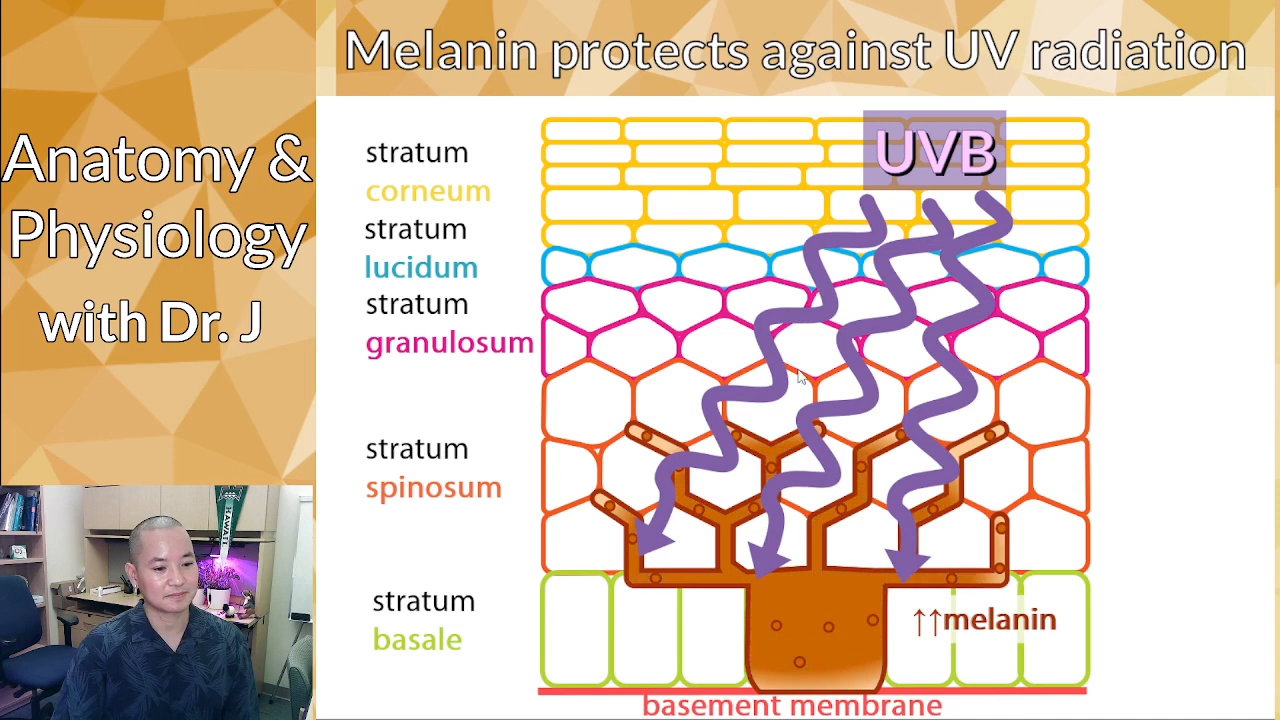 Anatomy &
Physiology
with Dr. J
HAWAII
Melanin protects against UV radiation
UVB
stratum
corneum
stratum
lucidum
stratum
granulosum
stratum
spinosum
stratum
basale
↑↑melanin
basement membrane